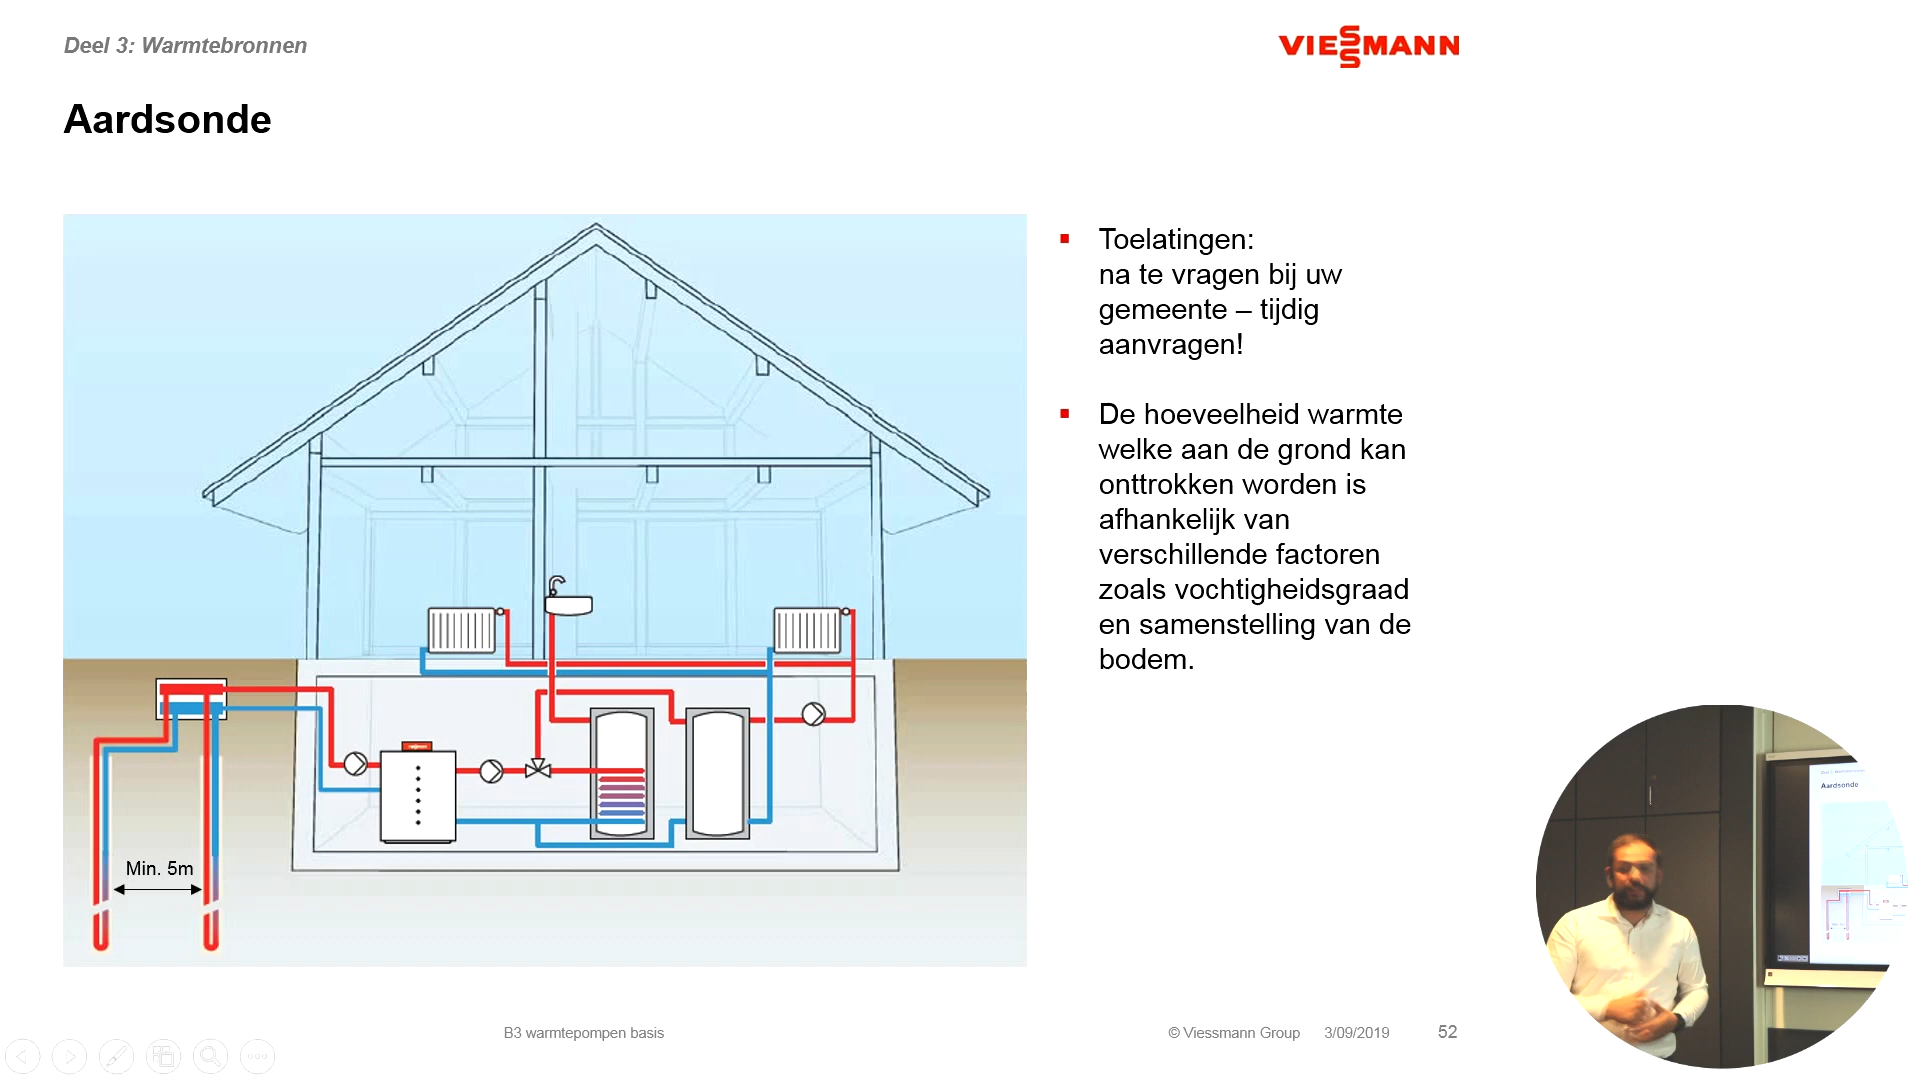 Deel 3: Warmtebronnen
VIESSMANN
Aardsonde
Toelatingen:
na te vragen bij uw
gemeente – tijdig
aanvragen!
De hoeveelheid warmte
welke aan de grond kan
onttrokken worden is
afhankelijk van
verschillende factoren
zoals vochtigheidsgraad
en samenstelling van de
bodem.
Min. 5m
Aardsonde
B3 warmtepompen basis
© Viessmann Group
3/09/2019
52